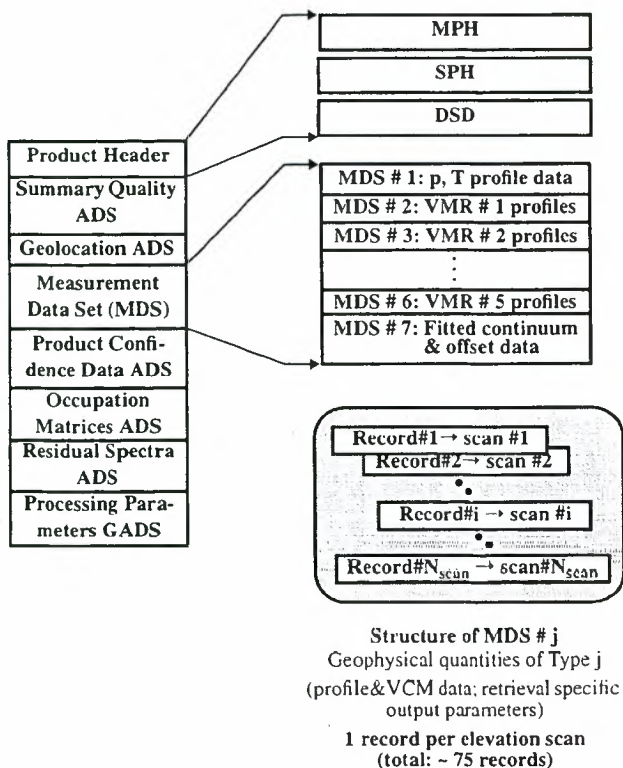 MPH
SPH
DSD
Product Header
Summary Quality
ADS
Geolocation ADS
Measurement
Data Set (MDS)
Product Confi-
dence Data ADS
Occupation
Matrices ADS
Residual Spectra
ADS
Processing Para-
meters GADS
MDS # 1: p, T profile data
MDS # 2: VMR # 1 profiles
MDS # 3: VMR # 2 profiles
MDS # 6: VMR # 5 profiles
MDS # 7: Fitted continuum
& offset data
Record#1→ scan #1
Record#2→ scan #2
Record#i → scan #i
Record#Nscan → scan#Nscan
Structure of MDS # j
Geophysical quantities of Type j
(profile&VCM data; retrieval specific
output parameters)
1 record per elevation scan
(total: ~ 75 records)